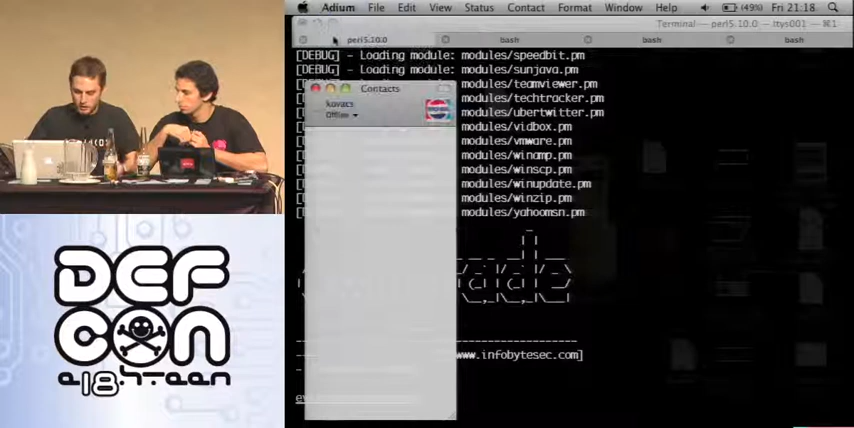 Adium File Edit View Status Contact Format Window Help (49%) Fri 21:18
Terminal — perl5.10.0 — ttys001 — ⌘1
perl5.10.0 bash bash bash
[DEBUG] - Loading module: modules/speedbit.pm
[DEBUG] - Loading module: modules/sunjava.pm
modules/teamviewer.pm
modules/techtracker.pm
modules/ubertwitter.pm
modules/vidbox.pm
modules/vmware.pm
modules/winamp.pm
modules/winscp.pm
modules/winupdate.pm
modules/winzip.pm
modules/yahoomsn.pm
Contacts
kovacs
Offline
www.infobytesec.com]
ev
DEF
CON
e18.hteen